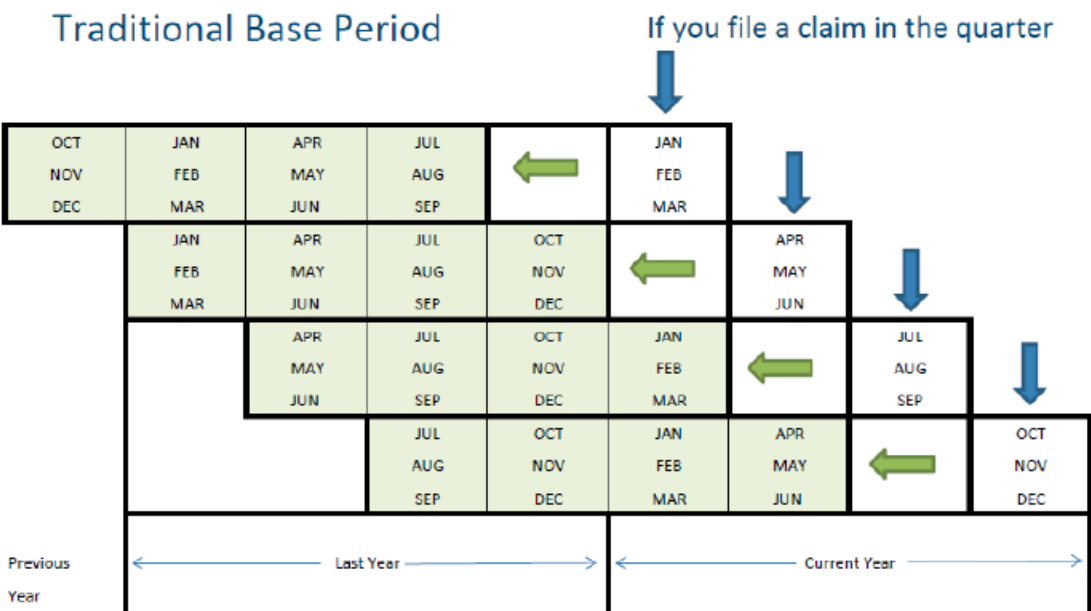 Traditional Base Period
If you file a claim in the quarter
OCT JAN APR JUL JAN
NOV FEB MAY AUG FEB
DEC MAR JUN SEP MAR
JAN APR JUL OCT APR
FEB MAY AUG NOV MAY
MAR JUN SEP DEC JUN
APR JUL OCT JAN JUL
MAY AUG NOV FEB AUG
JUN SEP DEC MAR SEP
JUL OCT JAN APR OCT
AUG NOV FEB MAY NOV
SEP DEC MAR JUN DEC
Previous Last Year Current Year
Year